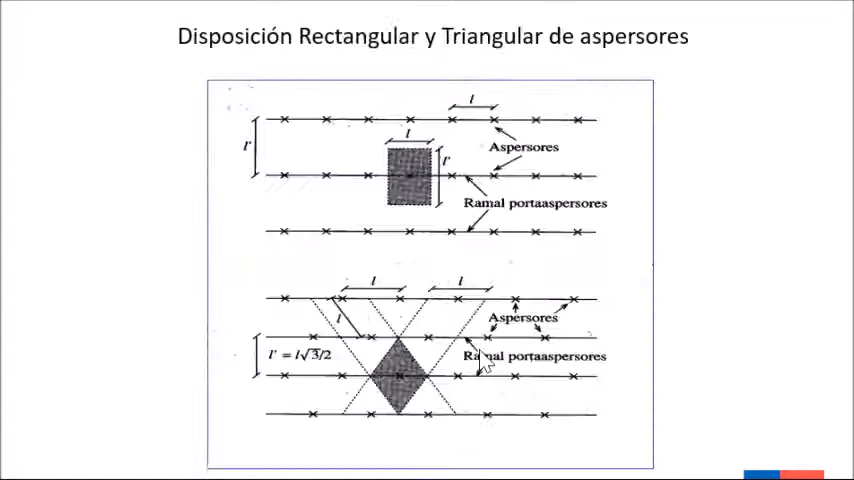 Disposición Rectangular y Triangular de aspersores
l
l
r
r
Aspersores
Ramal portaaspersores
l
l
l
Aspersores
r = l√3/2
Ramal portaaspersores